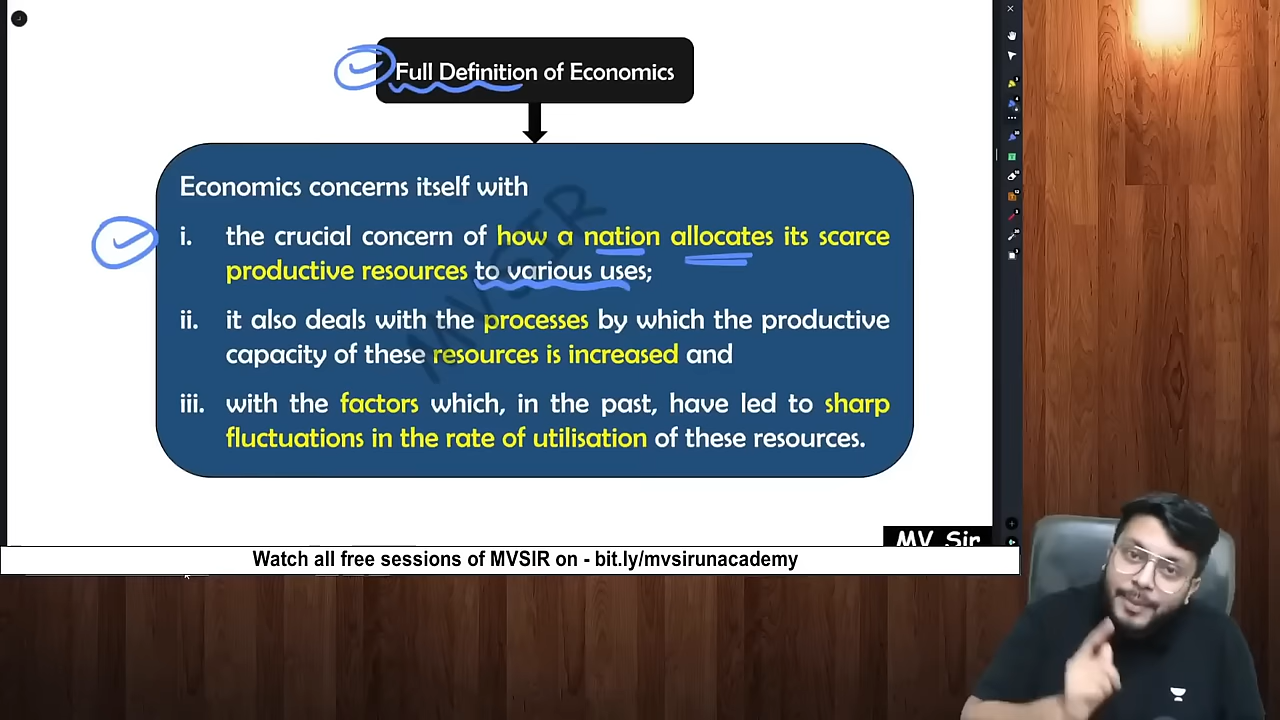 Full Definition of Economics
Economics concerns itself with
i. the crucial concern of how a nation allocates its scarce
productive resources to various uses;
ii. it also deals with the processes by which the productive
capacity of these resources is increased and
iii. with the factors which, in the past, have led to sharp
fluctuations in the rate of utilisation of these resources.
MVSIR
MV Sir
Watch all free sessions of MVSIR on - bit.ly/mvsirunacademy